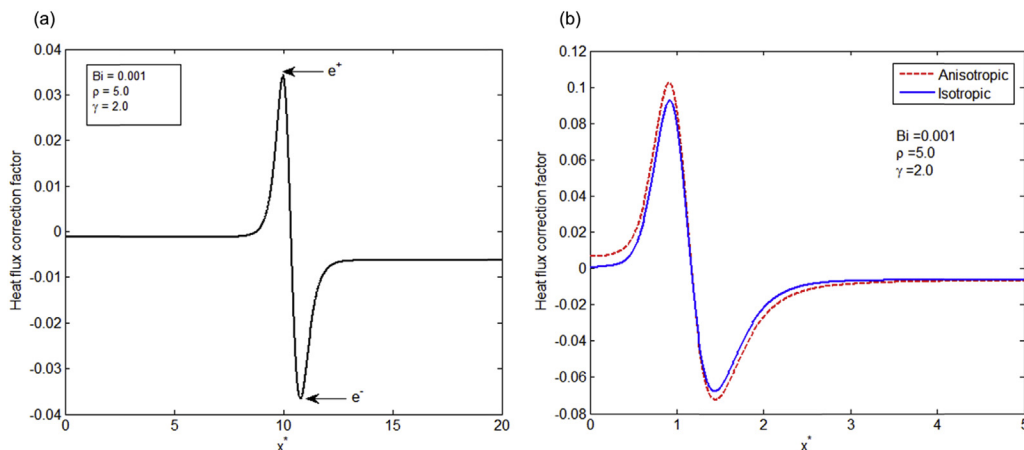 (a)
0.04
0.03
0.02
0.01
0
-0.01
-0.02
-0.03
-0.04
Heat flux correction factor
Bi = 0.001
ρ = 5.0
γ = 2.0
e+
e-
0
5
10
15
20
x*
(b)
0.12
0.10
0.08
0.06
0.04
0.02
0
-0.02
-0.04
-0.06
-0.08
Heat flux correction factor
Anisotropic
Isotropic
Bi =0.001
ρ =5.0
γ =2.0
0
1
2
3
4
5
x*